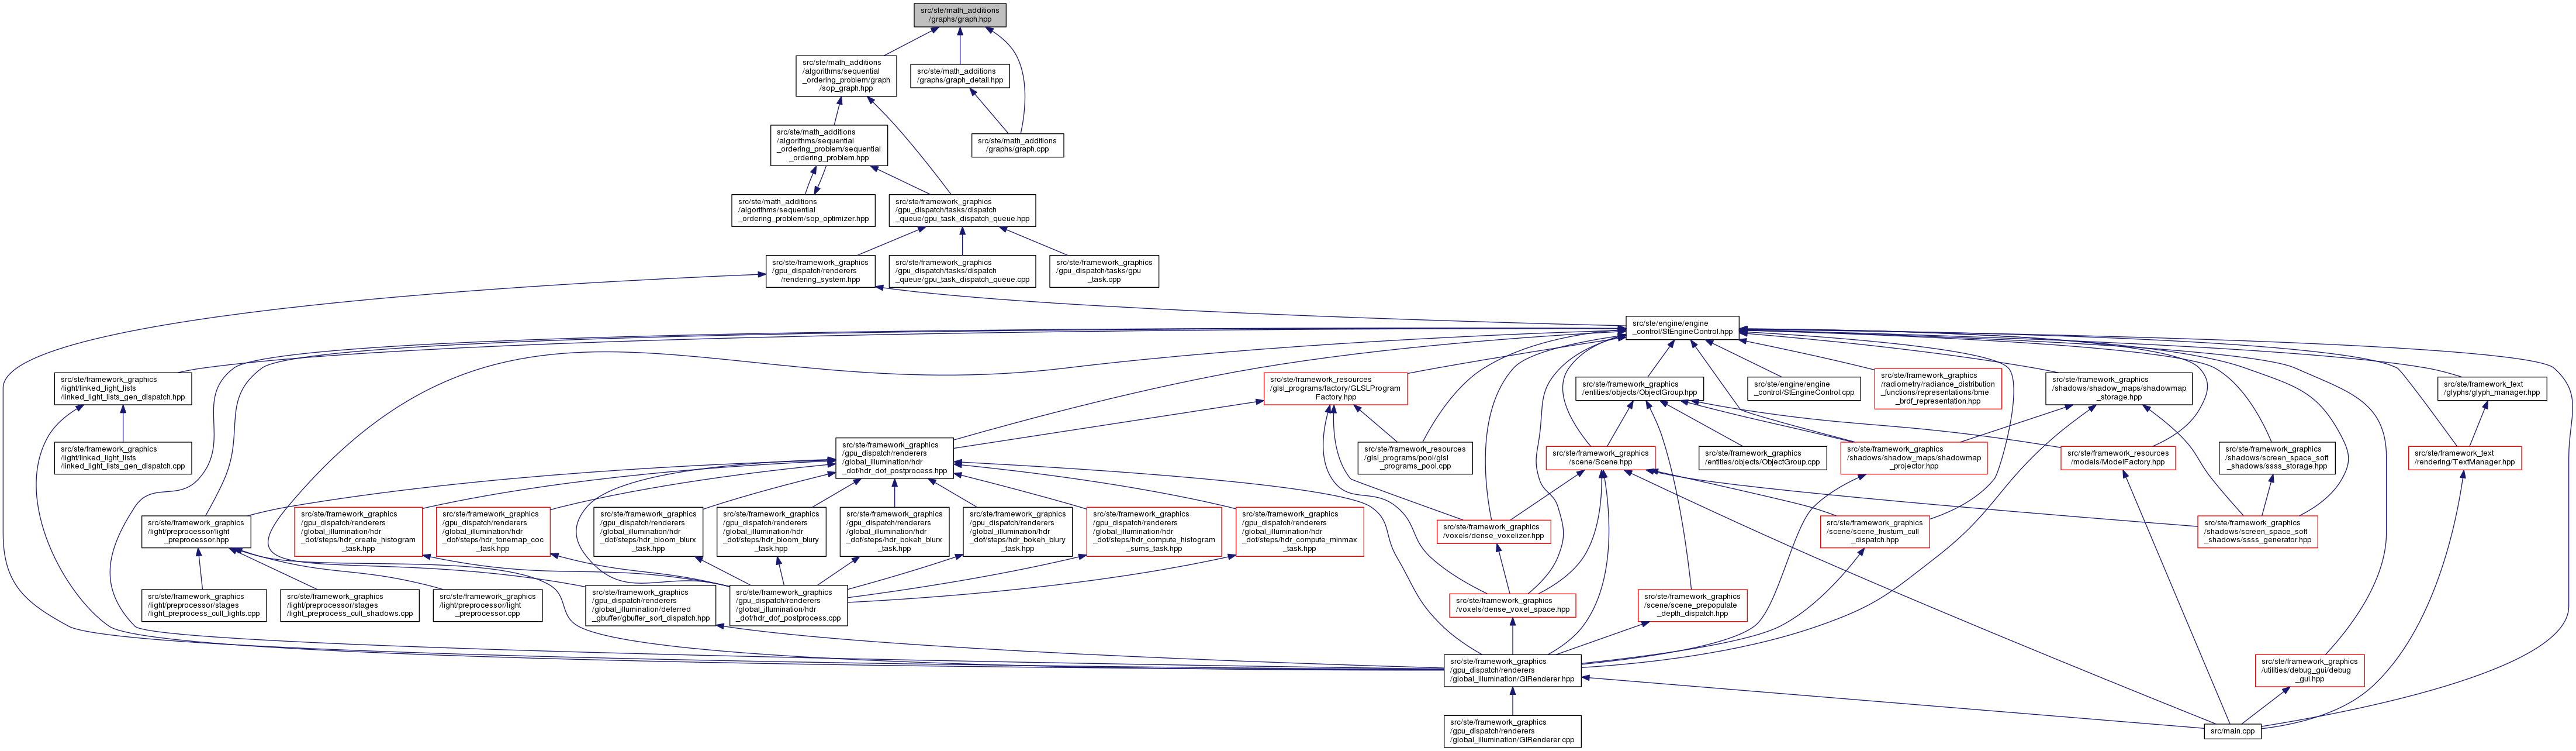 src/ste/math_additions
/graphs/graph.hpp
src/ste/math_additions
/algorithms/sequential
_ordering_problem/graph
/sop_graph.hpp
src/ste/math_additions
/graphs/graph_detail.hpp
src/ste/math_additions
/algorithms/sequential
_ordering_problem/sequential
_ordering_problem.hpp
src/ste/math_additions
/graphs/graph.cpp
src/ste/math_additions
/algorithms/sequential
_ordering_problem/sop_optimizer.hpp
src/ste/framework_graphics
/gpu_dispatch/tasks/dispatch
_queue/gpu_task_dispatch_queue.hpp
src/ste/framework_graphics
/gpu_dispatch/renderers
/rendering_system.hpp
src/ste/framework_graphics
/gpu_dispatch/tasks/dispatch
_queue/gpu_task_dispatch_queue.cpp
src/ste/framework_graphics
/gpu_dispatch/tasks/gpu
_task.cpp
src/ste/engine/engine
_control/StEngineControl.hpp
src/ste/framework_graphics
/light/linked_light_lists
/linked_light_lists_gen_dispatch.hpp
src/ste/framework_resources
/glsl_programs/factory/GLSLProgram
Factory.hpp
src/ste/framework_graphics
/entities/objects/ObjectGroup.hpp
src/ste/engine/engine
_control/StEngineControl.cpp
src/ste/framework_graphics
/radiometry/radiance_distribution
_functions/representations/bme
_brdf_representation.hpp
src/ste/framework_graphics
/shadows/shadow_maps/shadowmap
_storage.hpp
src/ste/framework_text
/glyphs/glyph_manager.hpp
src/ste/framework_graphics
/light/linked_light_lists
/linked_light_lists_gen_dispatch.cpp
src/ste/framework_graphics
/gpu_dispatch/renderers
/global_illumination/hdr
_dof/hdr_dof_postprocess.hpp
src/ste/framework_resources
/glsl_programs/pool/glsl
_programs_pool.cpp
src/ste/framework_graphics
/scene/Scene.hpp
src/ste/framework_graphics
/entities/objects/ObjectGroup.cpp
src/ste/framework_graphics
/shadows/shadow_maps/shadowmap
_projector.hpp
src/ste/framework_resources
/models/ModelFactory.hpp
src/ste/framework_graphics
/shadows/screen_space_soft
_shadows/ssss_storage.hpp
src/ste/framework_text
/rendering/TextManager.hpp
src/ste/framework_graphics
/light/preprocessor/light
_preprocessor.hpp
src/ste/framework_graphics
/gpu_dispatch/renderers
/global_illumination/hdr
_dof/steps/hdr_create_histogram
_task.hpp
src/ste/framework_graphics
/gpu_dispatch/renderers
/global_illumination/hdr
_dof/steps/hdr_tonemap_coc
_task.hpp
src/ste/framework_graphics
/gpu_dispatch/renderers
/global_illumination/hdr
_dof/steps/hdr_bloom_blurx
_task.hpp
src/ste/framework_graphics
/gpu_dispatch/renderers
/global_illumination/hdr
_dof/steps/hdr_bloom_blury
_task.hpp
src/ste/framework_graphics
/gpu_dispatch/renderers
/global_illumination/hdr
_dof/steps/hdr_bokeh_blurx
_task.hpp
src/ste/framework_graphics
/gpu_dispatch/renderers
/global_illumination/hdr
_dof/steps/hdr_bokeh_blury
_task.hpp
src/ste/framework_graphics
/gpu_dispatch/renderers
/global_illumination/hdr
_dof/steps/hdr_compute_histogram
_sums_task.hpp
src/ste/framework_graphics
/gpu_dispatch/renderers
/global_illumination/hdr
_dof/steps/hdr_compute_minmax
_task.hpp
src/ste/framework_graphics
/voxels/dense_voxelizer.hpp
src/ste/framework_graphics
/scene/scene_frustum_cull
_dispatch.hpp
src/ste/framework_graphics
/shadows/screen_space_soft
_shadows/ssss_generator.hpp
src/ste/framework_graphics
/light/preprocessor/stages
/light_preprocess_cull_lights.cpp
src/ste/framework_graphics
/light/preprocessor/stages
/light_preprocess_cull_shadows.cpp
src/ste/framework_graphics
/light/preprocessor/light
_preprocessor.cpp
src/ste/framework_graphics
/gpu_dispatch/renderers
/global_illumination/deferred
_gbuffer/gbuffer_sort_dispatch.hpp
src/ste/framework_graphics
/gpu_dispatch/renderers
/global_illumination/hdr
_dof/hdr_dof_postprocess.cpp
src/ste/framework_graphics
/voxels/dense_voxel_space.hpp
src/ste/framework_graphics
/scene/scene_prepopulate
_depth_dispatch.hpp
src/ste/framework_graphics
/gpu_dispatch/renderers
/global_illumination/GIRenderer.hpp
src/ste/framework_graphics
/utilities/debug_gui/debug
_gui.hpp
src/ste/framework_graphics
/gpu_dispatch/renderers
/global_illumination/GIRenderer.cpp
src/main.cpp